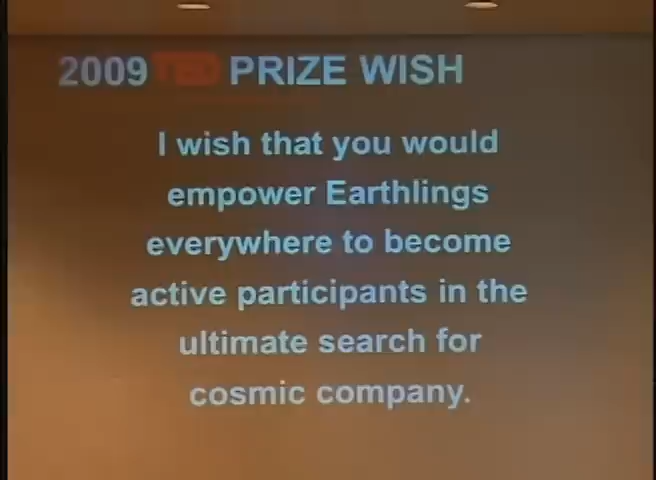 2009 TED PRIZE WISH
I wish that you would
empower Earthlings
everywhere to become
active participants in the
ultimate search for
cosmic company.